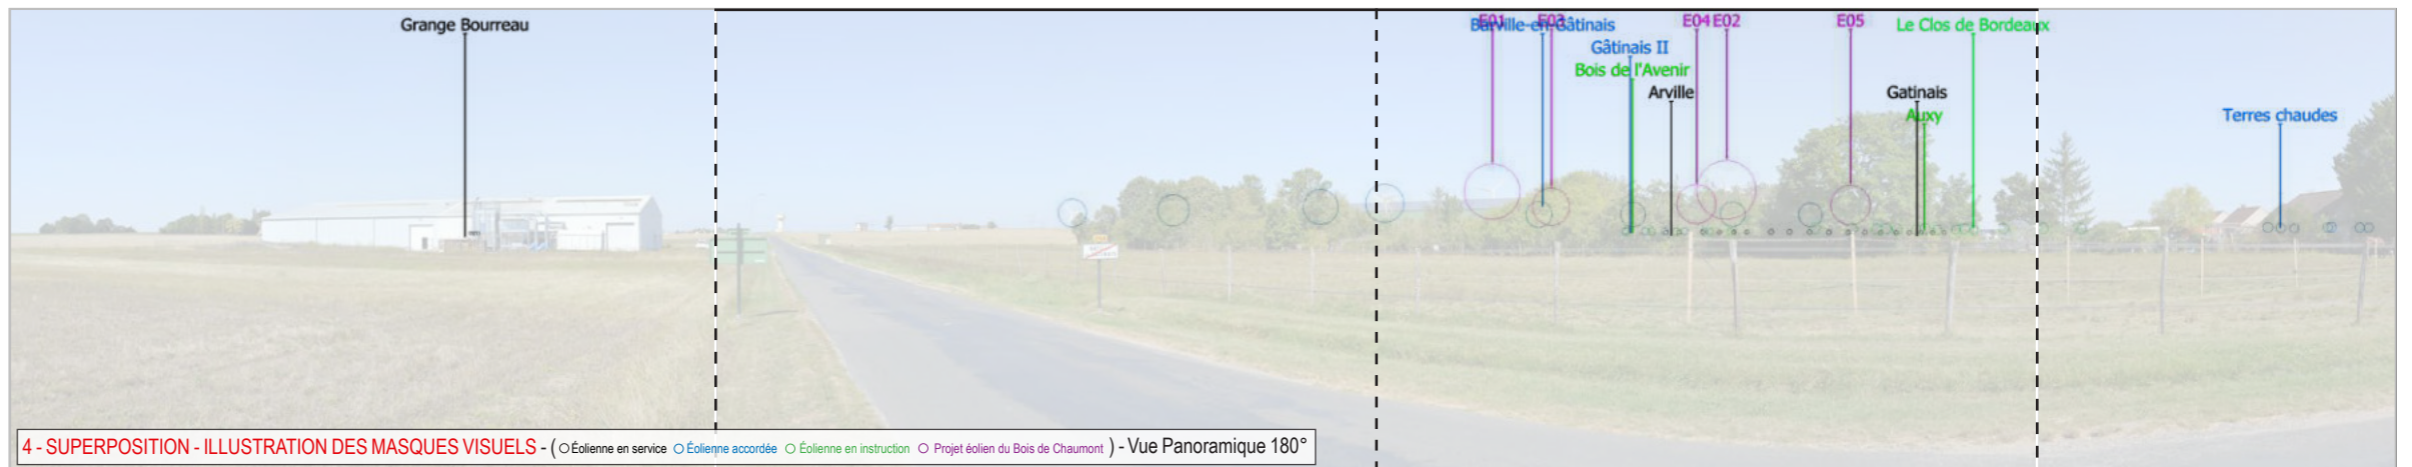 Grange Bourreau
E01
E03
E04
E02
E05
Barville-en-Gâtinais
Le Clos de Bordeaux
Gâtinais II
Bois de l'Avenir
Arville
Gatinais
Auxy
Terres chaudes
4 - SUPERPOSITION - ILLUSTRATION DES MASQUES VISUELS - ( Éolienne en service Éolienne accordée Éolienne en instruction Projet éolien du Bois de Chaumont ) - Vue Panoramique 180°